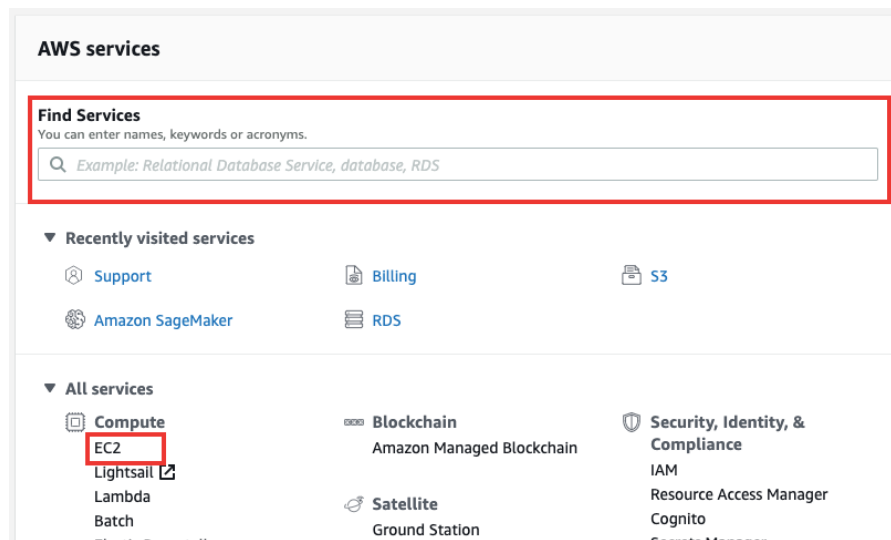 AWS services
Find Services
You can enter names, keywords or acronyms.
Example: Relational Database Service, database, RDS
Recently visited services
Support
Billing
S3
Amazon SageMaker
RDS
All services
Compute
EC2
Lightsail
Lambda
Batch
Blockchain
Amazon Managed Blockchain
Satellite
Ground Station
Security, Identity, &
Compliance
IAM
Resource Access Manager
Cognito